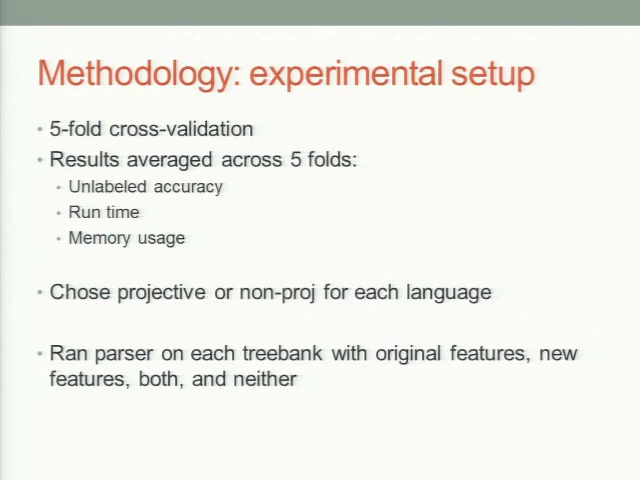 Methodology: experimental setup
• 5-fold cross-validation
• Results averaged across 5 folds:
• Unlabeled accuracy
• Run time
• Memory usage
• Chose projective or non-proj for each language
• Ran parser on each treebank with original features, new
features, both, and neither